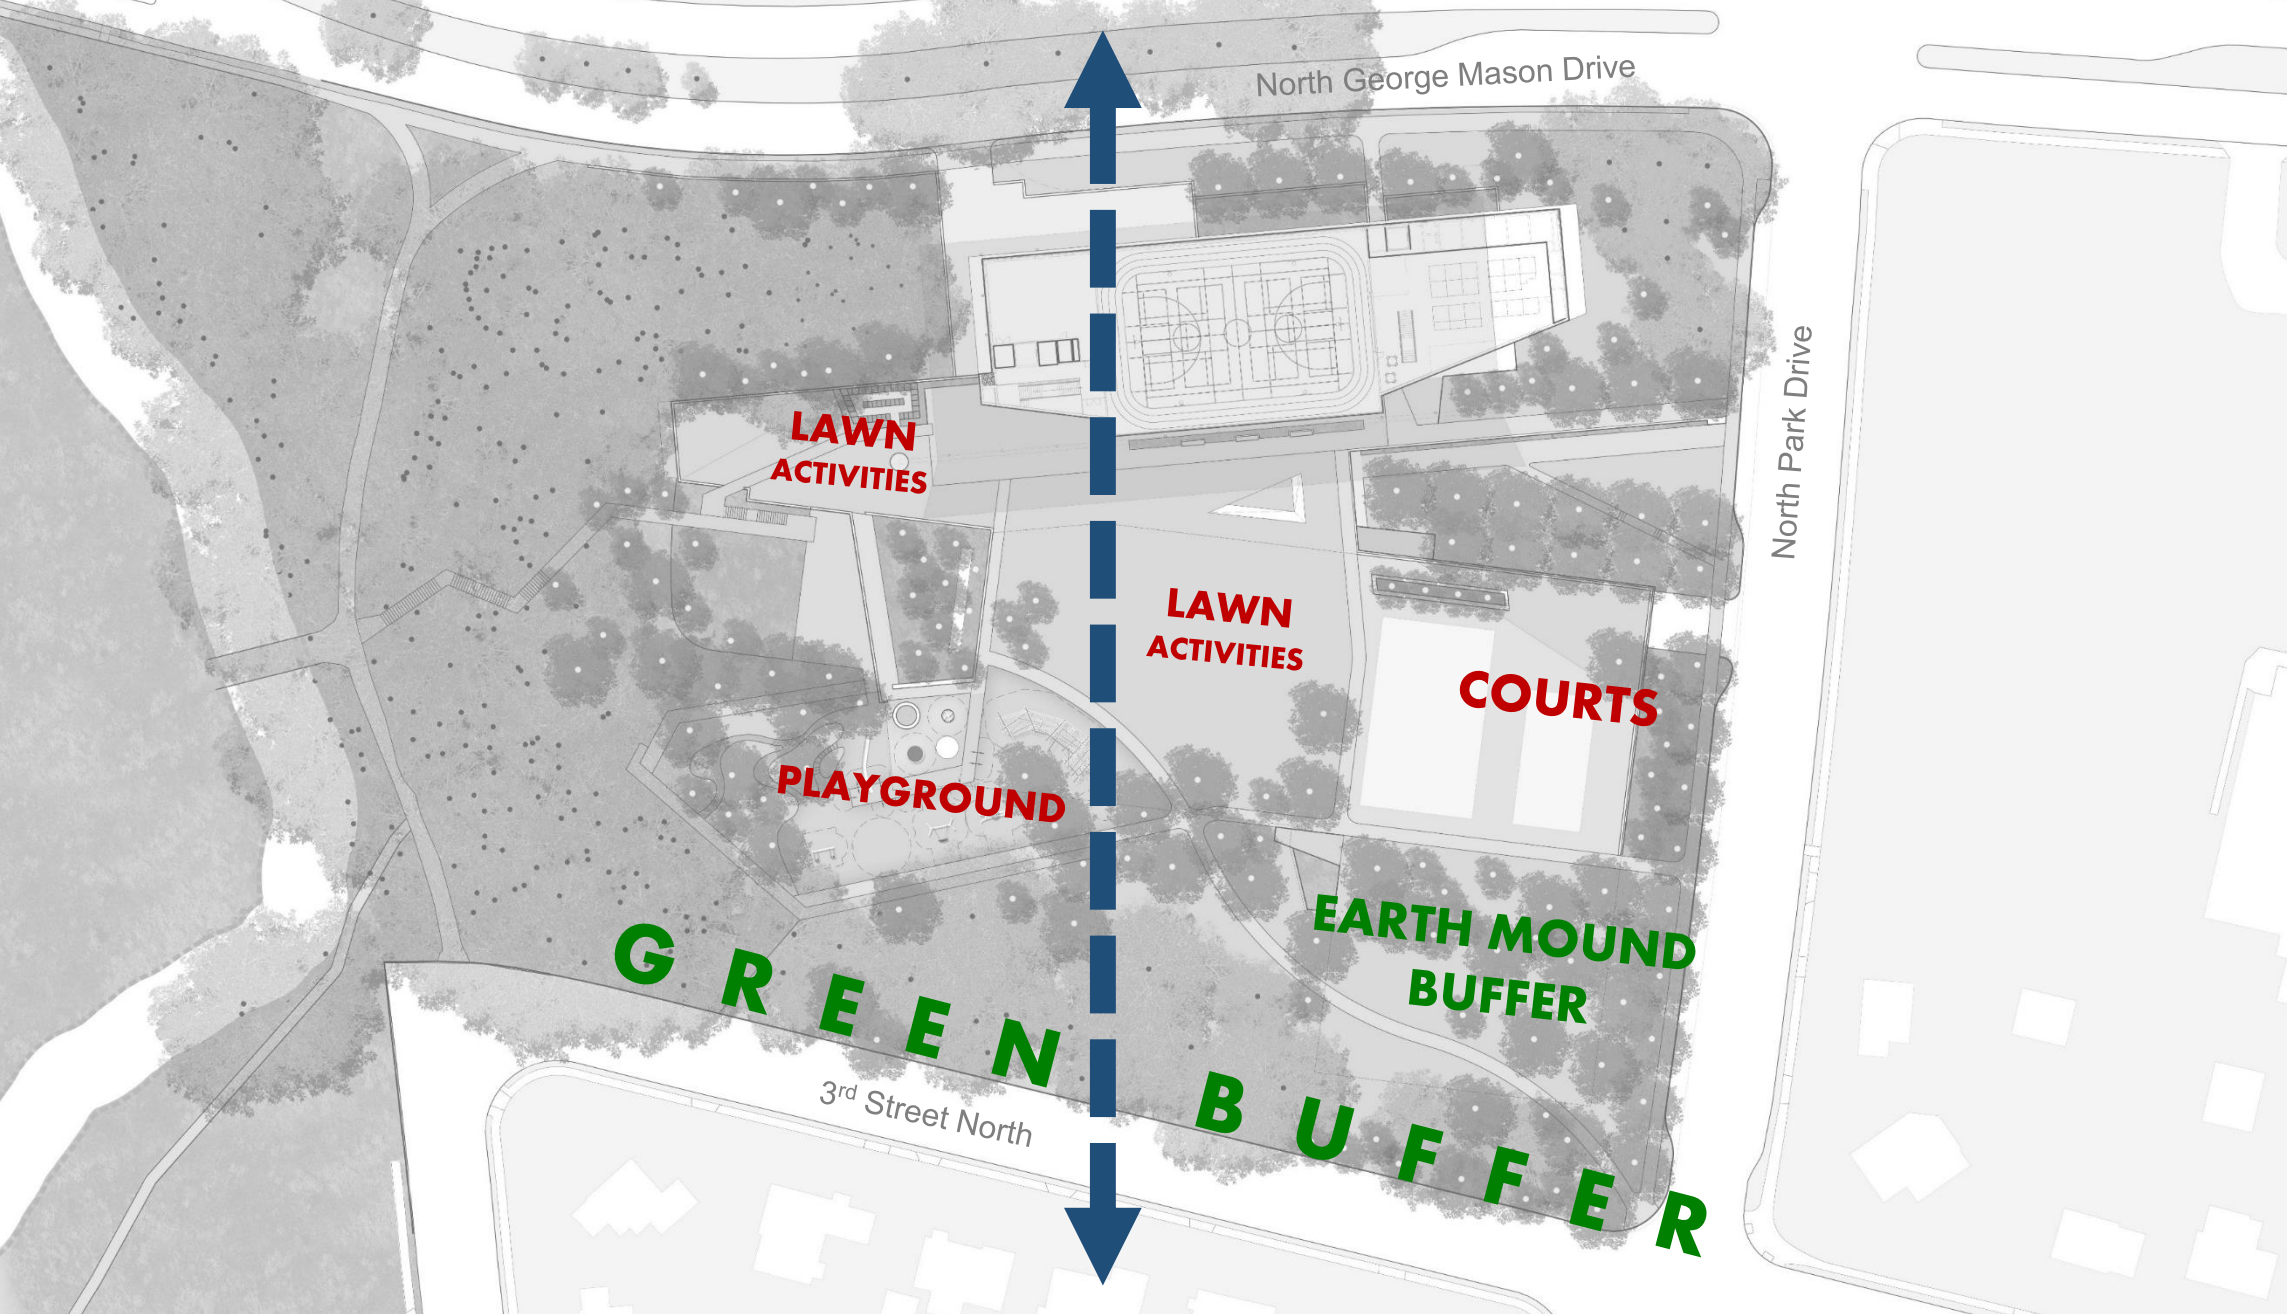 North George Mason Drive
North Park Drive
LAWN
ACTIVITIES
LAWN
ACTIVITIES
COURTS
PLAYGROUND
EARTH MOUND
BUFFER
GREEN BUFFER
3rd Street North